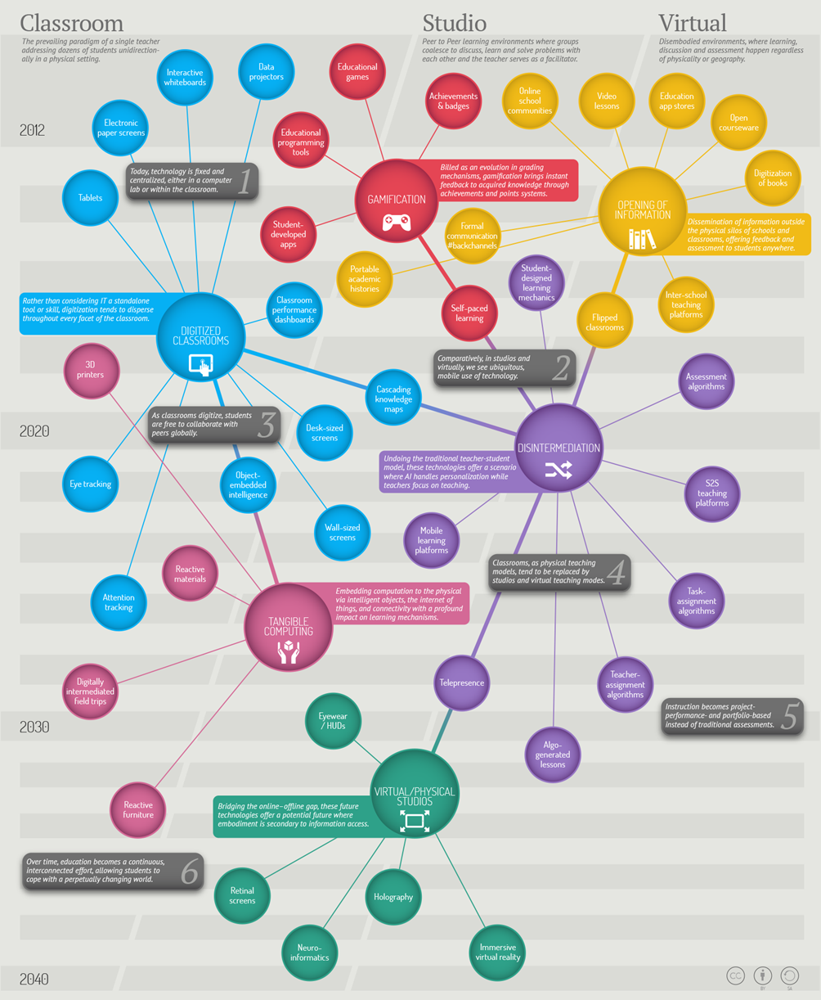 Classroom
Studio
Virtual
The prevailing paradigm of a single teacher
addressing dozens of students unidirection-
ally in a physical setting.
Peer to Peer learning environments where groups
coalesce to discuss, learn and solve problems with
each other and the teacher serves as a facilitator.
Disembodied environments, where learning,
discussion and assessment happen regardless
of physicality or geography.
Interactive
whiteboards
Data
projectors
Educational
games
Achievements
& badges
Online
school
communities
Video
lessons
Education
app stores
Open
courseware
2012
Electronic
paper screens
Educational
programming
tools
Today, technology is fixed and
centralized, either in a computer
lab or within the classroom.
1
Tablets
Billed as an evolution in grading
mechanisms, gamification brings instant
feedback to acquired knowledge through
achievements and points systems.
GAMIFICATION
Digitization
of books
OPENING OF
INFORMATION
Student-
developed
apps
Formal
communication
#backchannels
Dissemination of information outside
the physical silos of schools and
classrooms, offering feedback and
assessment to students anywhere.
Portable
academic
histories
Student-
designed
learning
mechanics
Rather than considering IT a standalone
tool or skill, digitization tends to disperse
throughout every facet of the classroom.
Classroom
performance
dashboards
Self-paced
learning
Flipped
classrooms
Inter-school
teaching
platforms
DIGITIZED
CLASSROOMS
3D
printers
Comparatively, in studios and
virtually, we see ubiquitous,
mobile use of technology.
2
Assessment
algorithms
Cascading
knowledge
maps
As classrooms digitize, students
are free to collaborate with
peers globally.
3
Desk-sized
screens
2020
DISINTERMEDIATION
Undoing the traditional teacher-student
model, these technologies offer a scenario
where AI handles personalization while
teachers focus on teaching.
Eye tracking
Object-
embedded
intelligence
S2S
teaching
platforms
Wall-sized
screens
Mobile
learning
platforms
Reactive
materials
Classrooms, as physical teaching
models, tend to be replaced by
studios and virtual teaching modes.
4
Attention
tracking
Embedding computation to the physical
via intelligent objects, the internet of
things, and connectivity with a profound
impact on learning mechanisms.
TANGIBLE
COMPUTING
Task-
assignment
algorithms
Digitally
intermediated
field trips
Telepresence
Teacher-
assignment
algorithms
2030
Eyewear
/ HUDs
Instruction becomes project-
performance- and portfolio-based
instead of traditional assessments.
5
Algo-
generated
lessons
Reactive
furniture
VIRTUAL/PHYSICAL
STUDIOS
Bridging the online–offline gap, these future
technologies offer a potential future where
embodiment is secondary to information access.
Over time, education becomes a continuous,
interconnected effort, allowing students to
cope with a perpetually changing world.
6
Retinal
screens
Holography
Neuro-
informatics
Immersive
virtual reality
2040
CC
BY
SA